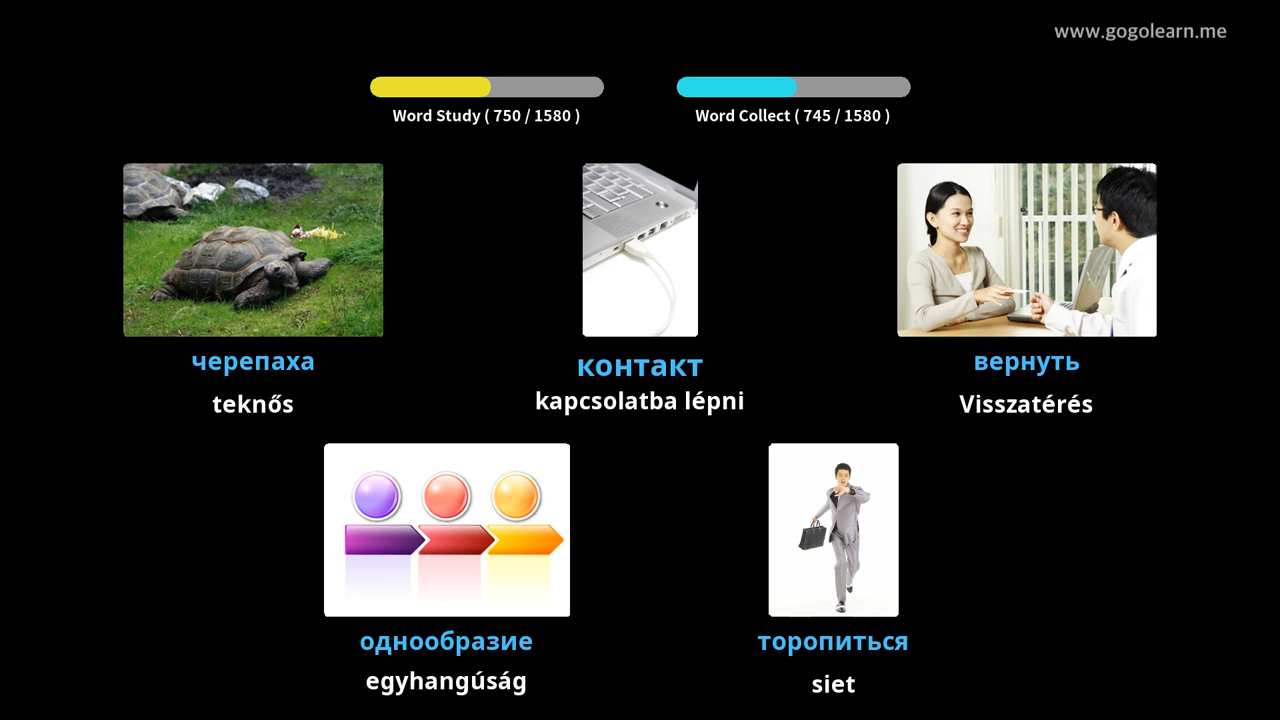 www.gogolearn.me
Word Study ( 750 / 1580 )
Word Collect ( 745 / 1580 )
черепаха
teknős
контакт
kapcsolatba lépni
вернуть
Visszatérés
однообразие
egyhangúság
торопиться
siet